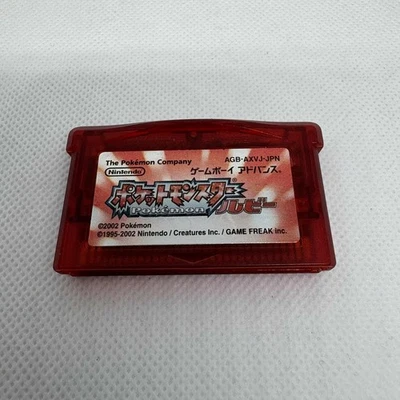 The Pokémon Company AGB-AXVJ-JPN
Nintendo ゲームボーイ アドバンス
ポケットモンスター
Pokémon ルビー
©2002 Pokémon
©1995-2002 Nintendo / Creatures Inc. / GAME FREAK Inc.